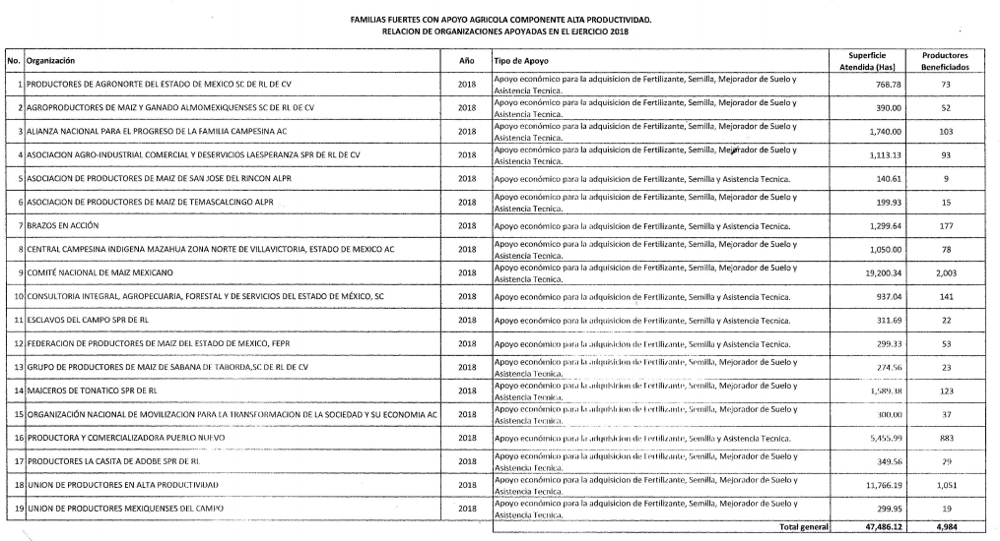 FAMILIAS FUERTES CON APOYO AGRICOLA COMPONENTE ALTA PRODUCTIVIDAD.
RELACION DE ORGANIZACIONES APOYADAS EN EL EJERCICIO 2018
No. Organización Año Tipo de Apoyo Superficie Atendida (Has) Productores Beneficiados
1 PRODUCTORES DE AGRONORTE DEL ESTADO DE MEXICO SC DE RL DE CV 2018 Apoyo económico para la adquisicion de Fertilizante, Semilla, Mejorador de Suelo y Asistencia Tecnica. 768.78 73
2 AGROPRODUCTORES DE MAIZ Y GANADO ALMOMEXIQUENSES SC DE RL DE CV 2018 Apoyo económico para la adquisicion de Fertilizante, Semilla, Mejorador de Suelo y Asistencia Tecnica. 390.00 52
3 ALIANZA NACIONAL PARA EL PROGRESO DE LA FAMILIA CAMPESINA AC 2018 Apoyo económico para la adquisicion de Fertilizante, Semilla, Mejorador de Suelo y Asistencia Tecnica. 1,740.00 103
4 ASOCIACION AGRO-INDUSTRIAL COMERCIAL Y DESERVICIOS LAESPERANZA SPR DE RL DE CV 2018 Apoyo económico para la adquisicion de Fertilizante, Semilla, Mejorador de Suelo y Asistencia Tecnica. 1,113.13 93
5 ASOCIACION DE PRODUCTORES DE MAIZ DE SAN JOSE DEL RINCON ALPR 2018 Apoyo económico para la adquisicion de Fertilizante, Semilla y Asistencia Tecnica. 140.61 9
6 ASOCIACION DE PRODUCTORES DE MAIZ DE TEMASCALCINGO ALPR 2018 Apoyo económico para la adquisicion de Fertilizante, Semilla, Mejorador de Suelo y Asistencia Tecnica. 199.93 15
7 BRAZOS EN ACCIÓN 2018 Apoyo económico para la adquisicion de Fertilizante, Semilla y Asistencia Tecnica. 1,299.64 177
8 CENTRAL CAMPESINA INDIGENA MAZAHUA ZONA NORTE DE VILLAVICTORIA, ESTADO DE MEXICO AC 2018 Apoyo económico para la adquisicion de Fertilizante, Semilla, Mejorador de Suelo y Asistencia Tecnica. 1,050.00 78
9 COMITÉ NACIONAL DE MAIZ MEXICANO 2018 Apoyo económico para la adquisicion de Fertilizante, Semilla, Mejorador de Suelo y Asistencia Tecnica. 19,200.34 2,003
10 CONSULTORIA INTEGRAL, AGROPECUARIA, FORESTAL Y DE SERVICIOS DEL ESTADO DE MÉXICO, SC 2018 Apoyo económico para la adquisicion de Fertilizante, Semilla y Asistencia Tecnica. 937.04 141
11 ESCLAVOS DEL CAMPO SPR DE RL 2018 Apoyo económico para la adquisicion de Fertilizante, Semilla y Asistencia Tecnica. 311.69 22
12 FEDERACION DE PRODUCTORES DE MAIZ DEL ESTADO DE MEXICO, FEPR 2018 Apoyo económico para la adquisicion de Fertilizante, Semilla y Asistencia Tecnica. 299.33 53
13 GRUPO DE PRODUCTORES DE MAIZ DE SABANA DE TABORDA,SC DE RL DE CV 2018 Apoyo económico para la adquisicion de Fertilizante, Semilla, Mejorador de Suelo y Asistencia Tecnica. 274.56 23
14 MAICEROS DE TONATICO SPR DE RL 2018 Apoyo económico para la adquisicion de Fertilizante, Semilla, Mejorador de Suelo y Asistencia Tecnica. 1,589.38 123
15 ORGANIZACIÓN NACIONAL DE MOVILIZACION PARA LA TRANSFORMACION DE LA SOCIEDAD Y SU ECONOMIA AC 2018 Apoyo económico para la adquisicion de Fertilizante, Semilla, Mejorador de Suelo y Asistencia Tecnica. 300.00 37
16 PRODUCTORA Y COMERCIALIZADORA PUEBLO NUEVO 2018 Apoyo económico para la adquisicion de Fertilizante, Semilla y Asistencia Tecnica. 5,455.99 883
17 PRODUCTORES LA CASITA DE ADOBE SPR DE RL 2018 Apoyo económico para la adquisicion de Fertilizante, Semilla, Mejorador de Suelo y Asistencia Tecnica. 349.56 29
18 UNION DE PRODUCTORES EN ALTA PRODUCTIVIDAD 2018 Apoyo económico para la adquisicion de Fertilizante, Semilla, Mejorador de Suelo y Asistencia Tecnica. 11,766.19 1,051
19 UNION DE PRODUCTORES MEXIQUENSES DEL CAMPO 2018 Apoyo económico para la adquisicion de Fertilizante, Semilla, Mejorador de Suelo y Asistencia Tecnica. 299.95 19
Total general 47,486.12 4,984